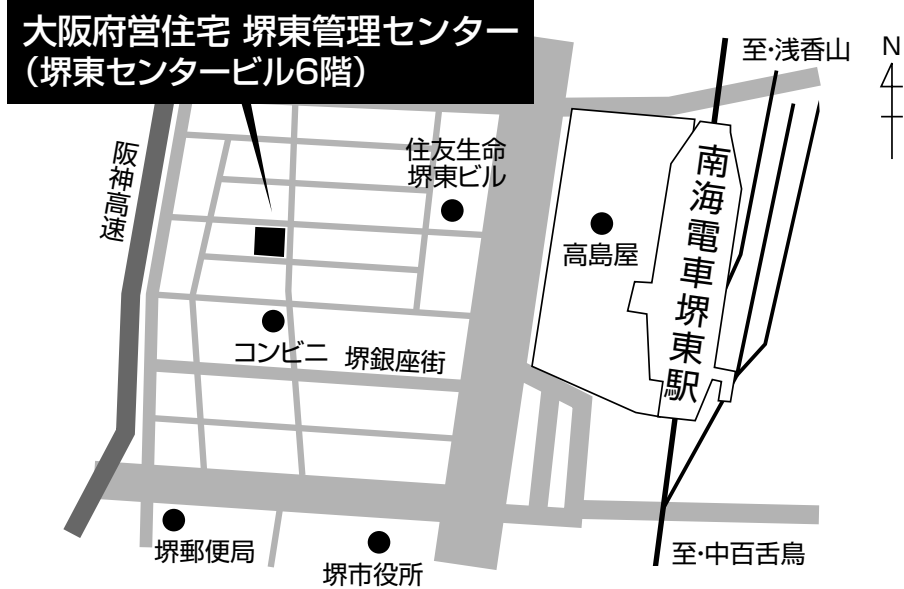 大阪府営住宅 堺東管理センター
（堺東センタービル6階）
至・浅香山
N
阪神高速
住友生命
堺東ビル
高島屋
南海電車堺東駅
コンビニ
堺銀座街
堺郵便局
堺市役所
至・中百舌鳥